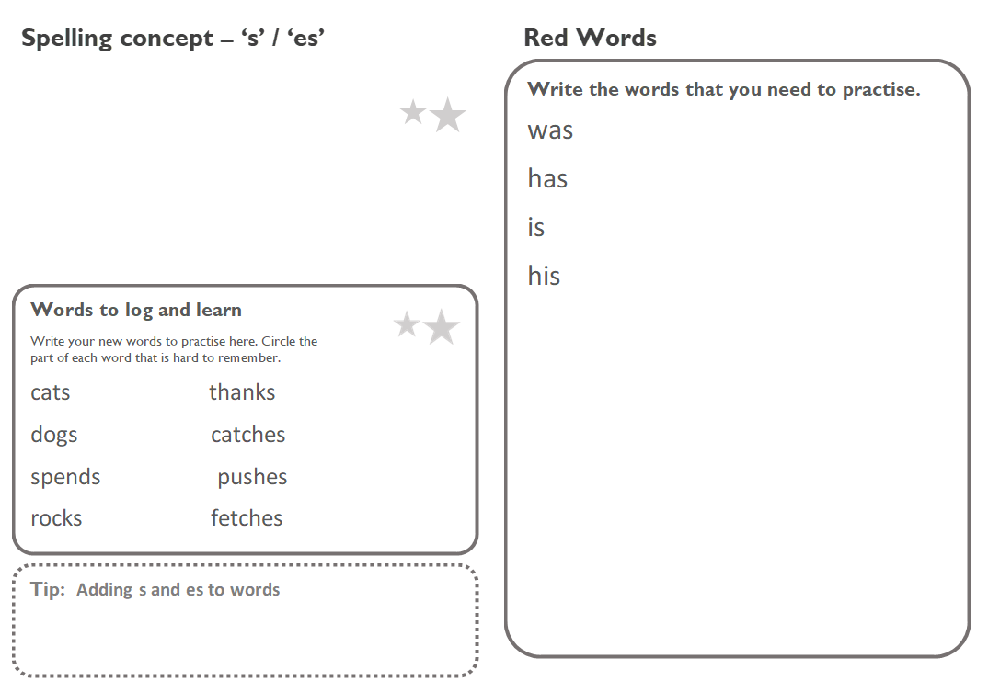 Spelling concept – ‘s’ / ‘es’
Words to log and learn
Write your new words to practise here. Circle the
part of each word that is hard to remember.
cats thanks
dogs catches
spends pushes
rocks fetches
Tip: Adding s and es to words
Red Words
Write the words that you need to practise.
was
has
is
his